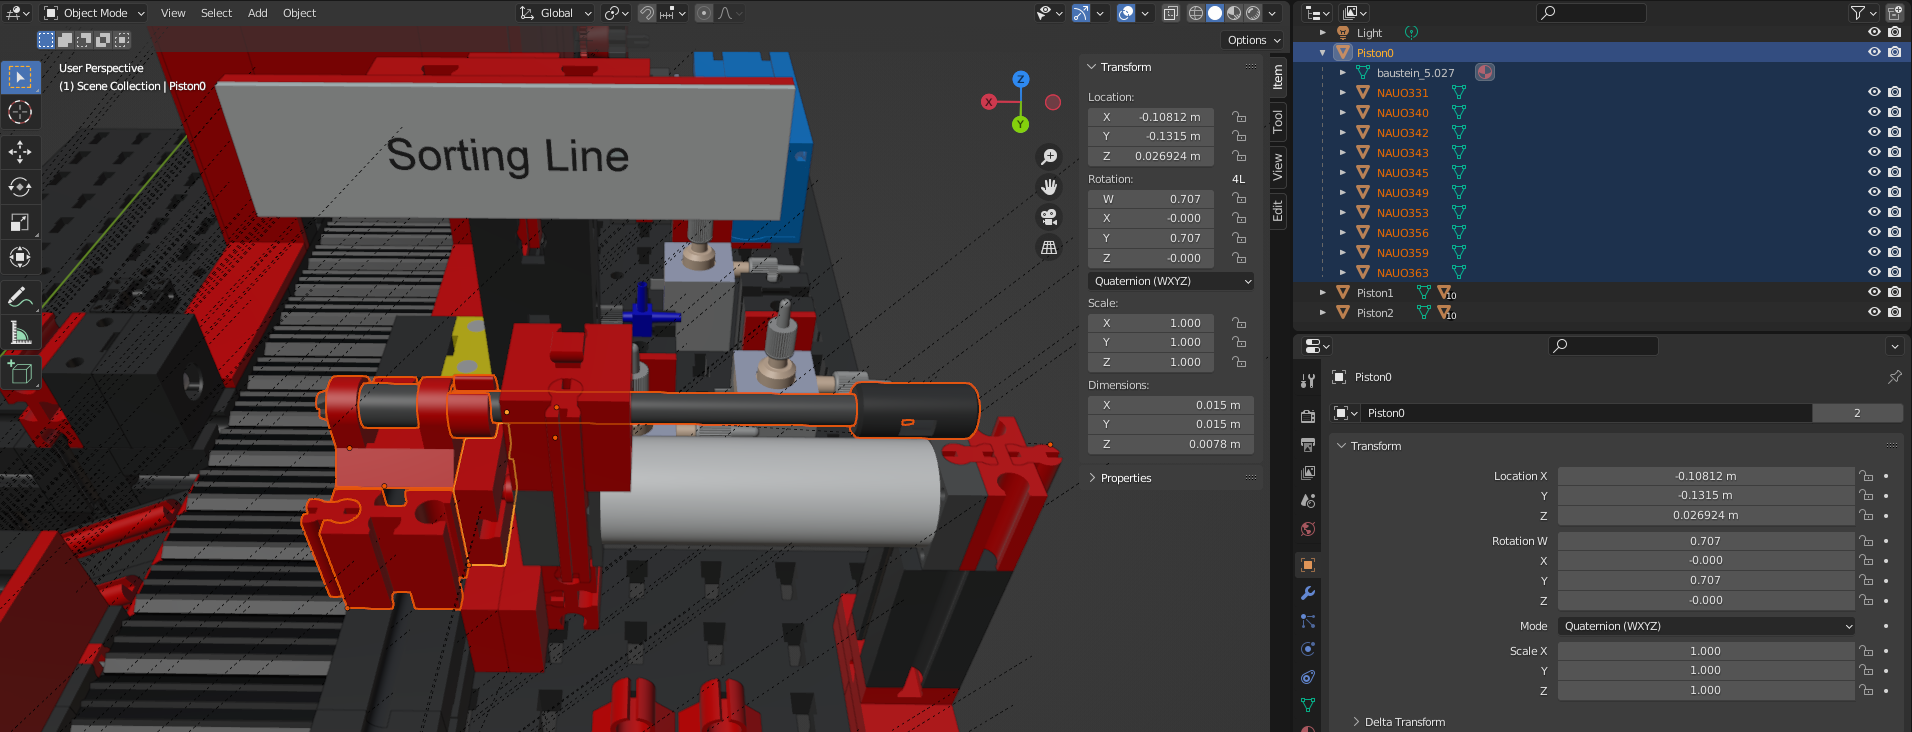 Object Mode View Select Add Object Global
Options
User Perspective
(1) Scene Collection | Piston0
Sorting Line
X
Y
Z
Item
Tool
View
Edit
Transform
Location:
X -0.10812 m
Y -0.1315 m
Z 0.026924 m
Rotation: 4L
W 0.707
X -0.000
Y 0.707
Z -0.000
Quaternion (WXYZ)
Scale:
X 1.000
Y 1.000
Z 1.000
Dimensions:
X 0.015 m
Y 0.015 m
Z 0.0078 m
Properties
Light
Piston0
baustein_5.027
NAUO331
NAUO340
NAUO342
NAUO343
NAUO345
NAUO349
NAUO353
NAUO356
NAUO359
NAUO363
Piston1 10
Piston2 10
Piston0
Piston0 2
Transform
Location X -0.10812 m
Y -0.1315 m
Z 0.026924 m
Rotation W 0.707
X -0.000
Y 0.707
Z -0.000
Mode Quaternion (WXYZ)
Scale X 1.000
Y 1.000
Z 1.000
Delta Transform